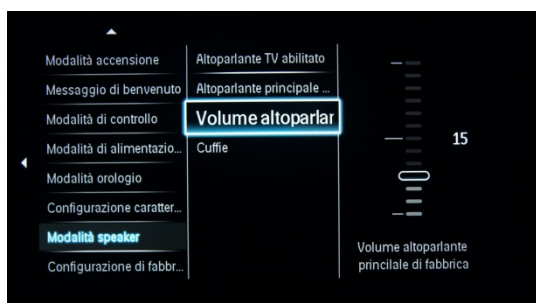 Modalità accensione
Messaggio di benvenuto
Modalità di controllo
Modalità di alimentazio...
Modalità orologio
Configurazione caratter...
Modalità speaker
Configurazione di fabbr...
Altoparlante TV abilitato
Altoparlante principale ...
Volume altoparlar
Cuffie
15
Volume altoparlante
princilale di fabbrica